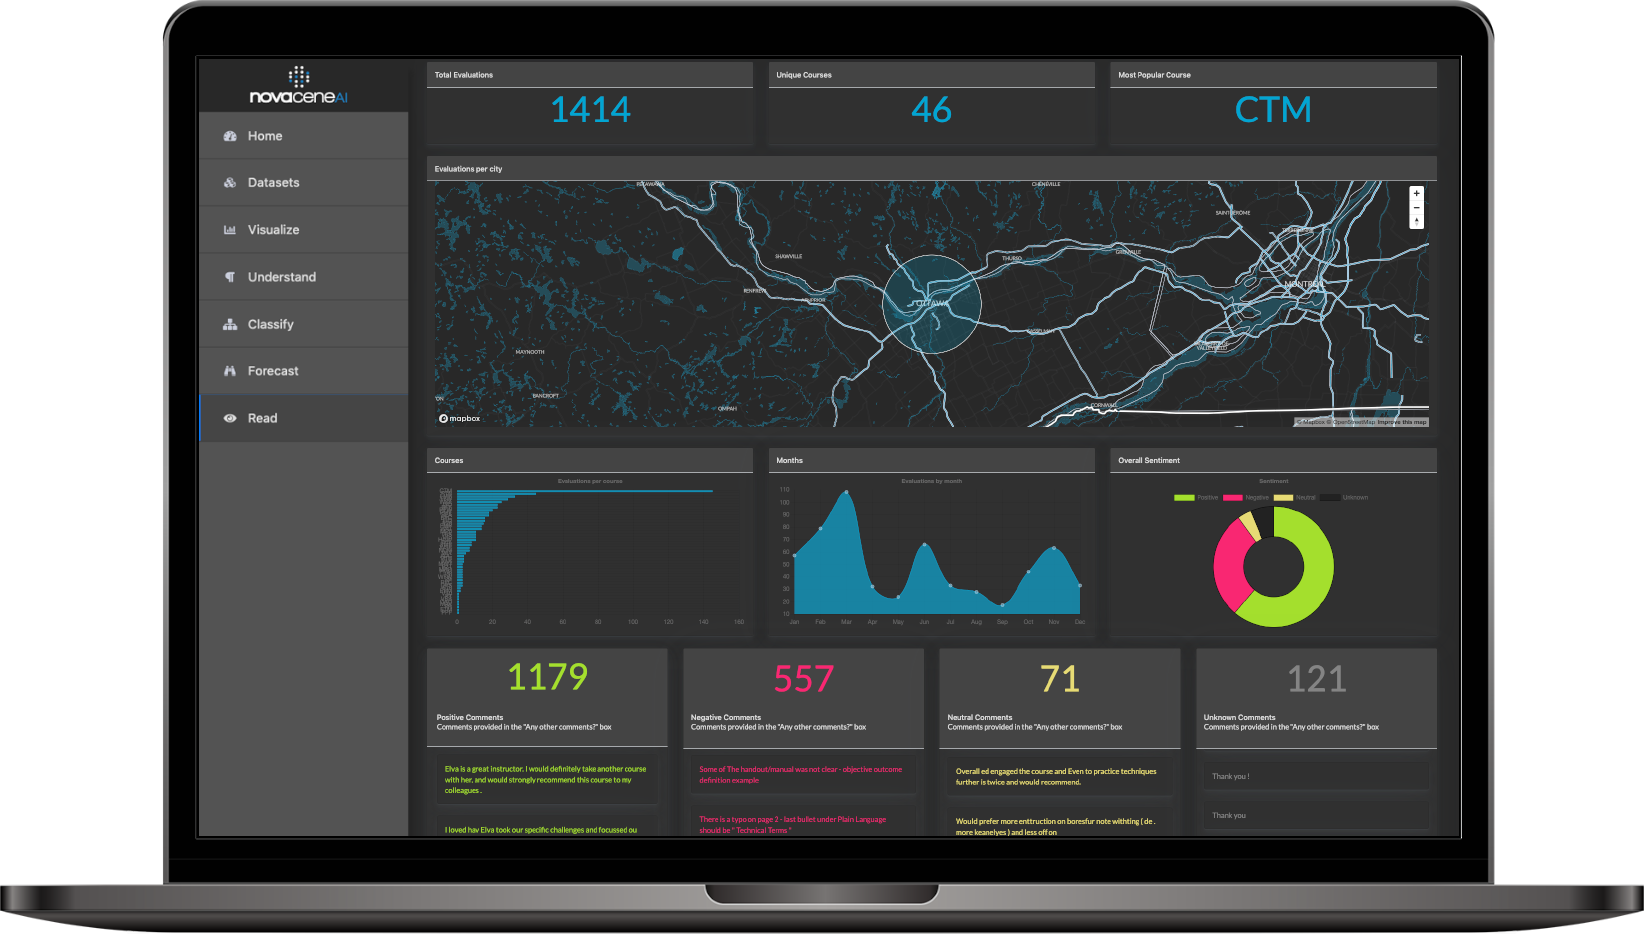 novaceneAI
Home
Datasets
Visualize
Understand
Classify
Forecast
Read
Total Evaluations
1414
Unique Courses
46
Most Popular Course
CTM
Evaluations per city
PETAWAWA
CHENEVILLE
SAINT-JÉRÔME
SHAWVILLE
THURSO
GRENVILLE
RENFREW
ARNPRIOR
OTTAWA
MONTREAL
CASSELMAN
VALLEYFIELD
MAYNOOTH
BANCROFT
OMPAH
CORNWALL
+
−
mapbox
© Mapbox © OpenStreetMap Improve this map
Courses
Evaluations per course
0 20 40 60 80 100 120 140 160
Months
Evaluations by month
110
100
90
80
70
60
50
40
30
20
10
Jan Feb Mar Apr May Jun Jul Aug Sep Oct Nov Dec
Overall Sentiment
Sentiment
Positive Negative Neutral Unknown
1179
Positive Comments
Comments provided in the "Any other comments?" box
Elva is a great instructor. I would definitely take another course
with her, and would strongly recommend this course to my
colleagues .
I loved hav Elva took our specific challenges and focussed ou
557
Negative Comments
Comments provided in the "Any other comments?" box
Some of The handout/manual was not clear - objective outcome
definition example
There is a typo on page 2 - last bullet under Plain Language
should be " Technical Terms "
71
Neutral Comments
Comments provided in the "Any other comments?" box
Overall ed engaged the course and Even to practice techniques
further is twice and would recommend.
Would prefer more enttruction on boresfur note withting ( de .
more keanelyes ) and less off on
121
Unknown Comments
Comments provided in the "Any other comments?" box
Thank you !
Thank you